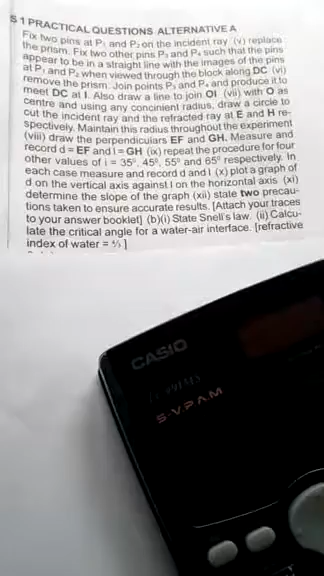 S 1 PRACTICAL QUESTIONS ALTERNATIVE A
Fix two pins at P₁ and P₂ on the incident ray (v) replace
the prism. Fix two other pins P₃ and P₄ such that the pins
appear to be in a straight line with the images of the pins
at P₁ and P₂ when viewed through the block along DC (vi)
remove the prism. Join points P₃ and P₄ and produce it to
meet DC at I. Also draw a line to join OI (vii) with O as
centre and using any concinient radius, draw a circle to
cut the incident ray and the refracted ray at E and H re-
spectively. Maintain this radius throughout the experiment
(viii) draw the perpendiculars EF and GH. Measure and
record d = EF and l = GH (ix) repeat the procedure for four
other values of i = 35°, 45°, 55° and 65° respectively. In
each case measure and record d and l (x) plot a graph of
d on the vertical axis against l on the horizontal axis (xi)
determine the slope of the graph (xii) state two precau-
tions taken to ensure accurate results. [Attach your traces
to your answer booklet] (b)(i) State Snell's law. (ii) Calcu-
late the critical angle for a water-air interface. [refractive
index of water = ⁴/₃]
CASIO
S-V.P.A.M.